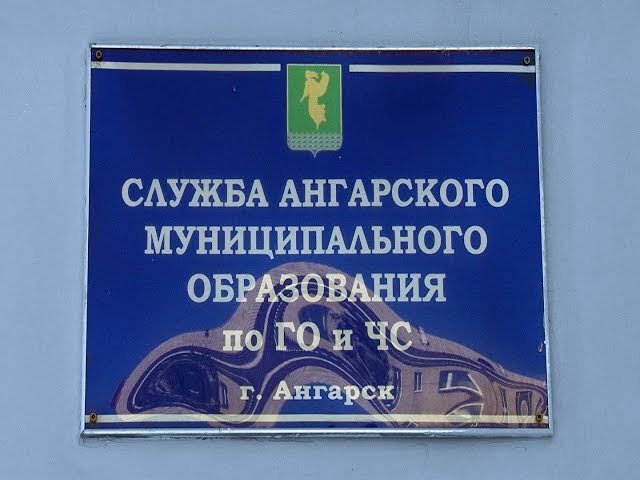 СЛУЖБА АНГАРСКОГО
МУНИЦИПАЛЬНОГО
ОБРАЗОВАНИЯ
по ГО и ЧС
г. Ангарск